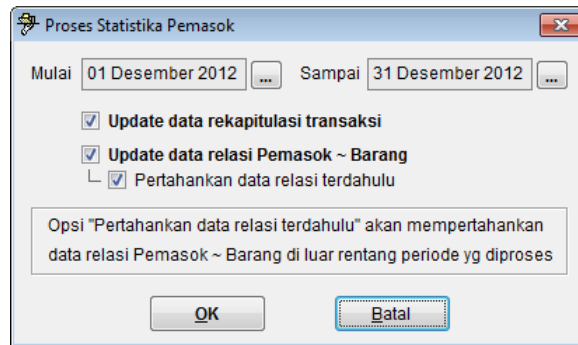 Proses Statistika Pemasok
Mulai 01 Desember 2012 ... Sampai 31 Desember 2012 ...
Update data rekapitulasi transaksi
Update data relasi Pemasok ~ Barang
Pertahankan data relasi terdahulu
Opsi "Pertahankan data relasi terdahulu" akan mempertahankan
data relasi Pemasok ~ Barang di luar rentang periode yg diproses
OK Batal